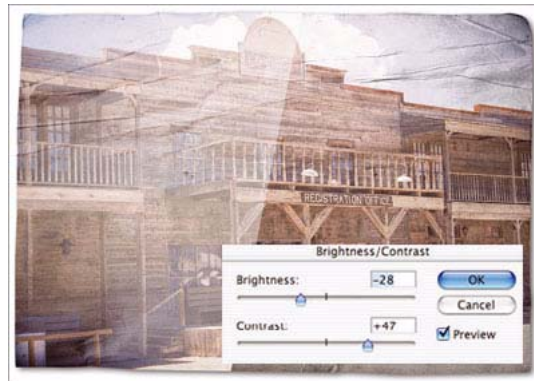 REGISTRATION OFFICE
Brightness/Contrast
Brightness: -28 OK
Cancel
Contrast: +47 Preview